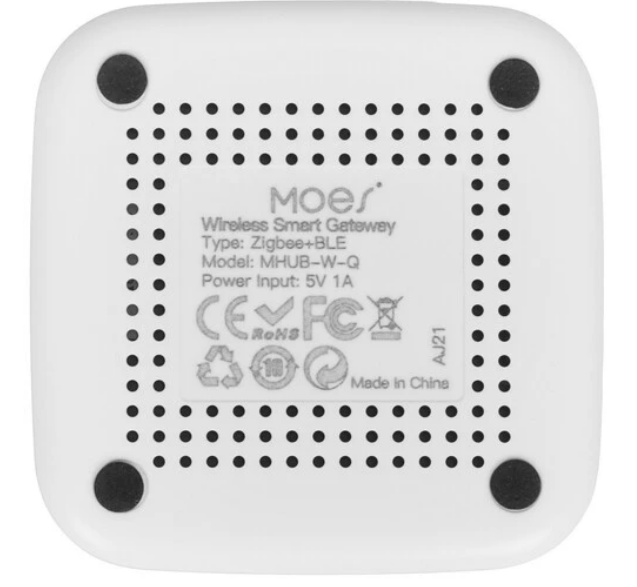 MOES
Wireless Smart Gateway
Type: Zigbee+BLE
Model: MHUB-W-Q
Power Input: 5V 1A
CE RoHS FC
10
AJ21
Made in China